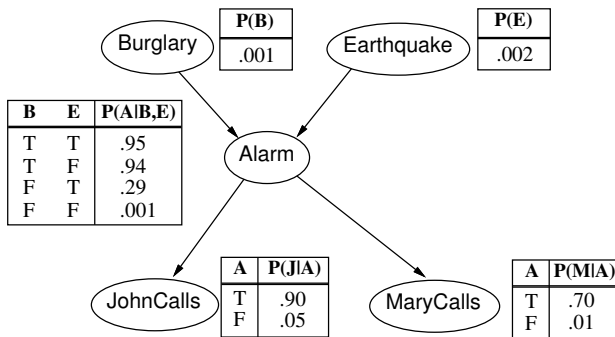 Burglary
P(B)
.001
Earthquake
P(E)
.002
B E P(A|B,E)
T T .95
T F .94
F T .29
F F .001
Alarm
JohnCalls
A P(J|A)
T .90
F .05
MaryCalls
A P(M|A)
T .70
F .01